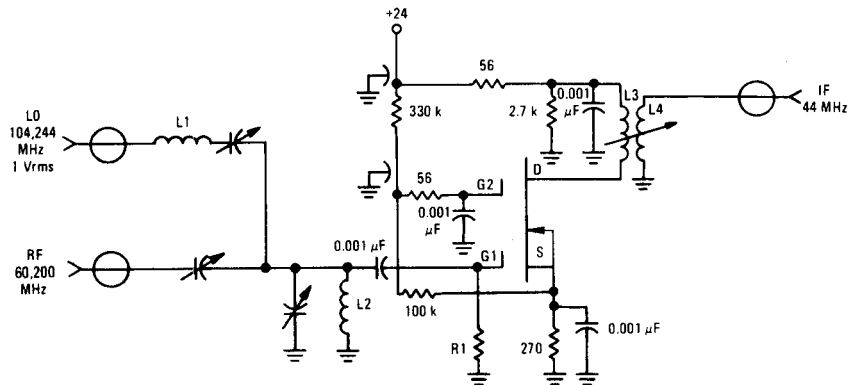 +24
56
L0
104,244
MHz
1 Vrms
L1
330 k
2.7 k
0.001
µF
L3
L4
IF
44 MHz
56
G2
D
0.001
µF
RF
60,200
MHz
0.001 µF
G1
S
L2
100 k
R1
270
0.001 µF